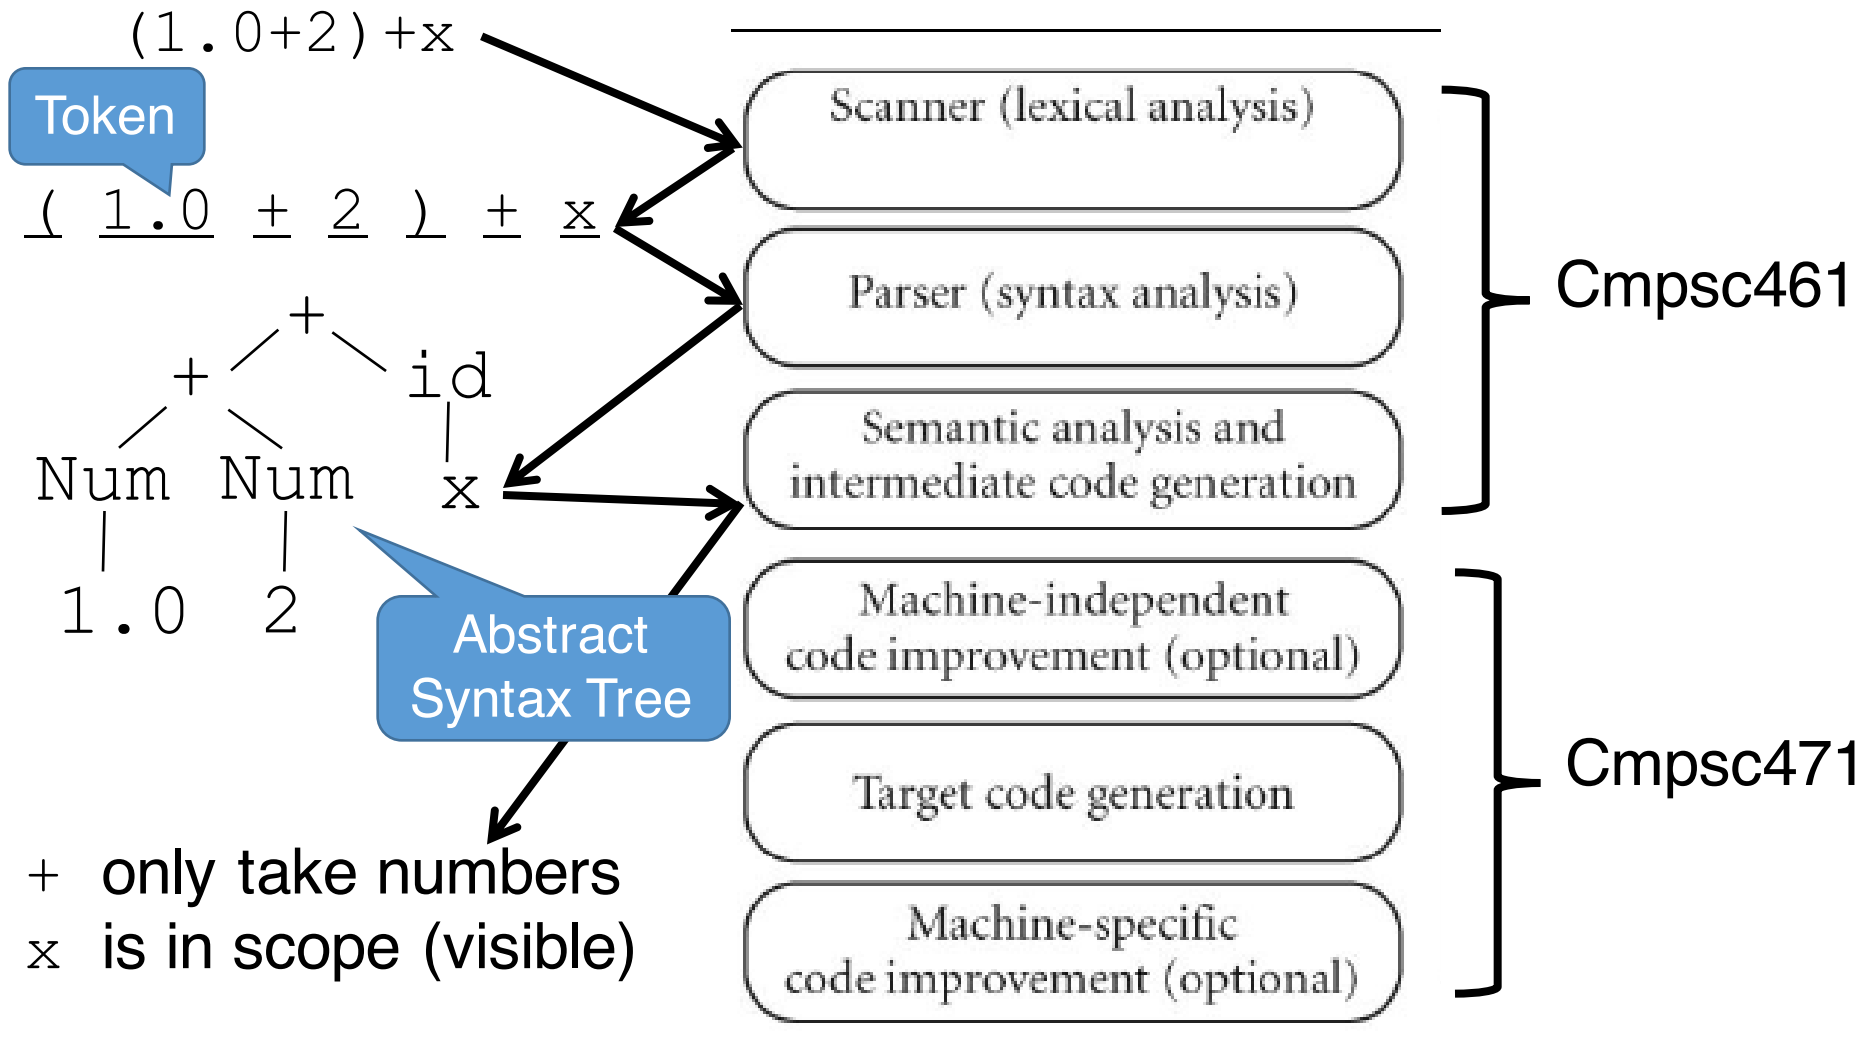 (1.0+2)+x
Token
( 1.0 + 2 ) + x
+
+ id
Num Num x
1.0 2
Abstract
Syntax Tree
+ only take numbers
x is in scope (visible)
Scanner (lexical analysis)
Parser (syntax analysis)
Semantic analysis and
intermediate code generation
Machine-independent
code improvement (optional)
Target code generation
Machine-specific
code improvement (optional)
Cmpsc461
Cmpsc471